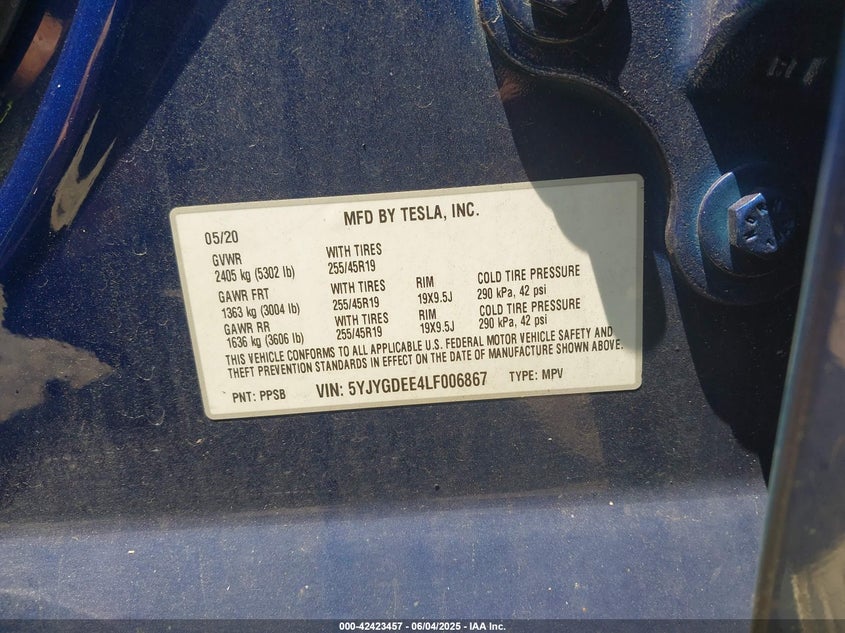 MFD BY TESLA, INC.
05/20
GVWR WITH TIRES
2405 kg (5302 lb) 255/45R19
GAWR FRT WITH TIRES RIM COLD TIRE PRESSURE
1363 kg (3004 lb) 255/45R19 19X9.5J 290 kPa, 42 psi
GAWR RR WITH TIRES RIM COLD TIRE PRESSURE
1636 kg (3606 lb) 255/45R19 19X9.5J 290 kPa, 42 psi
THIS VEHICLE CONFORMS TO ALL APPLICABLE U.S. FEDERAL MOTOR VEHICLE SAFETY AND
THEFT PREVENTION STANDARDS IN EFFECT ON THE DATE OF MANUFACTURE SHOWN ABOVE.
PNT: PPSB VIN: 5YJYGDEE4LF006867 TYPE: MPV
000-42423457 - 06/04/2025 - IAA Inc.